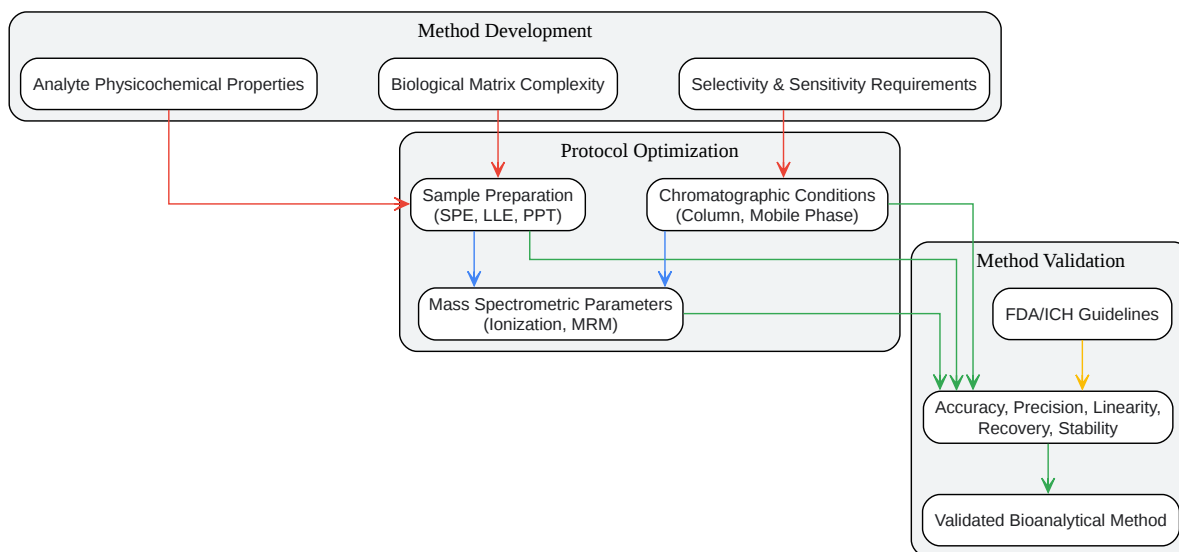 Method Development
Analyte Physicochemical Properties
Biological Matrix Complexity
Selectivity & Sensitivity Requirements
Protocol Optimization
Sample Preparation
(SPE, LLE, PPT)
Chromatographic Conditions
(Column, Mobile Phase)
Mass Spectrometric Parameters
(Ionization, MRM)
Method Validation
FDA/ICH Guidelines
Accuracy, Precision, Linearity,
Recovery, Stability
Validated Bioanalytical Method